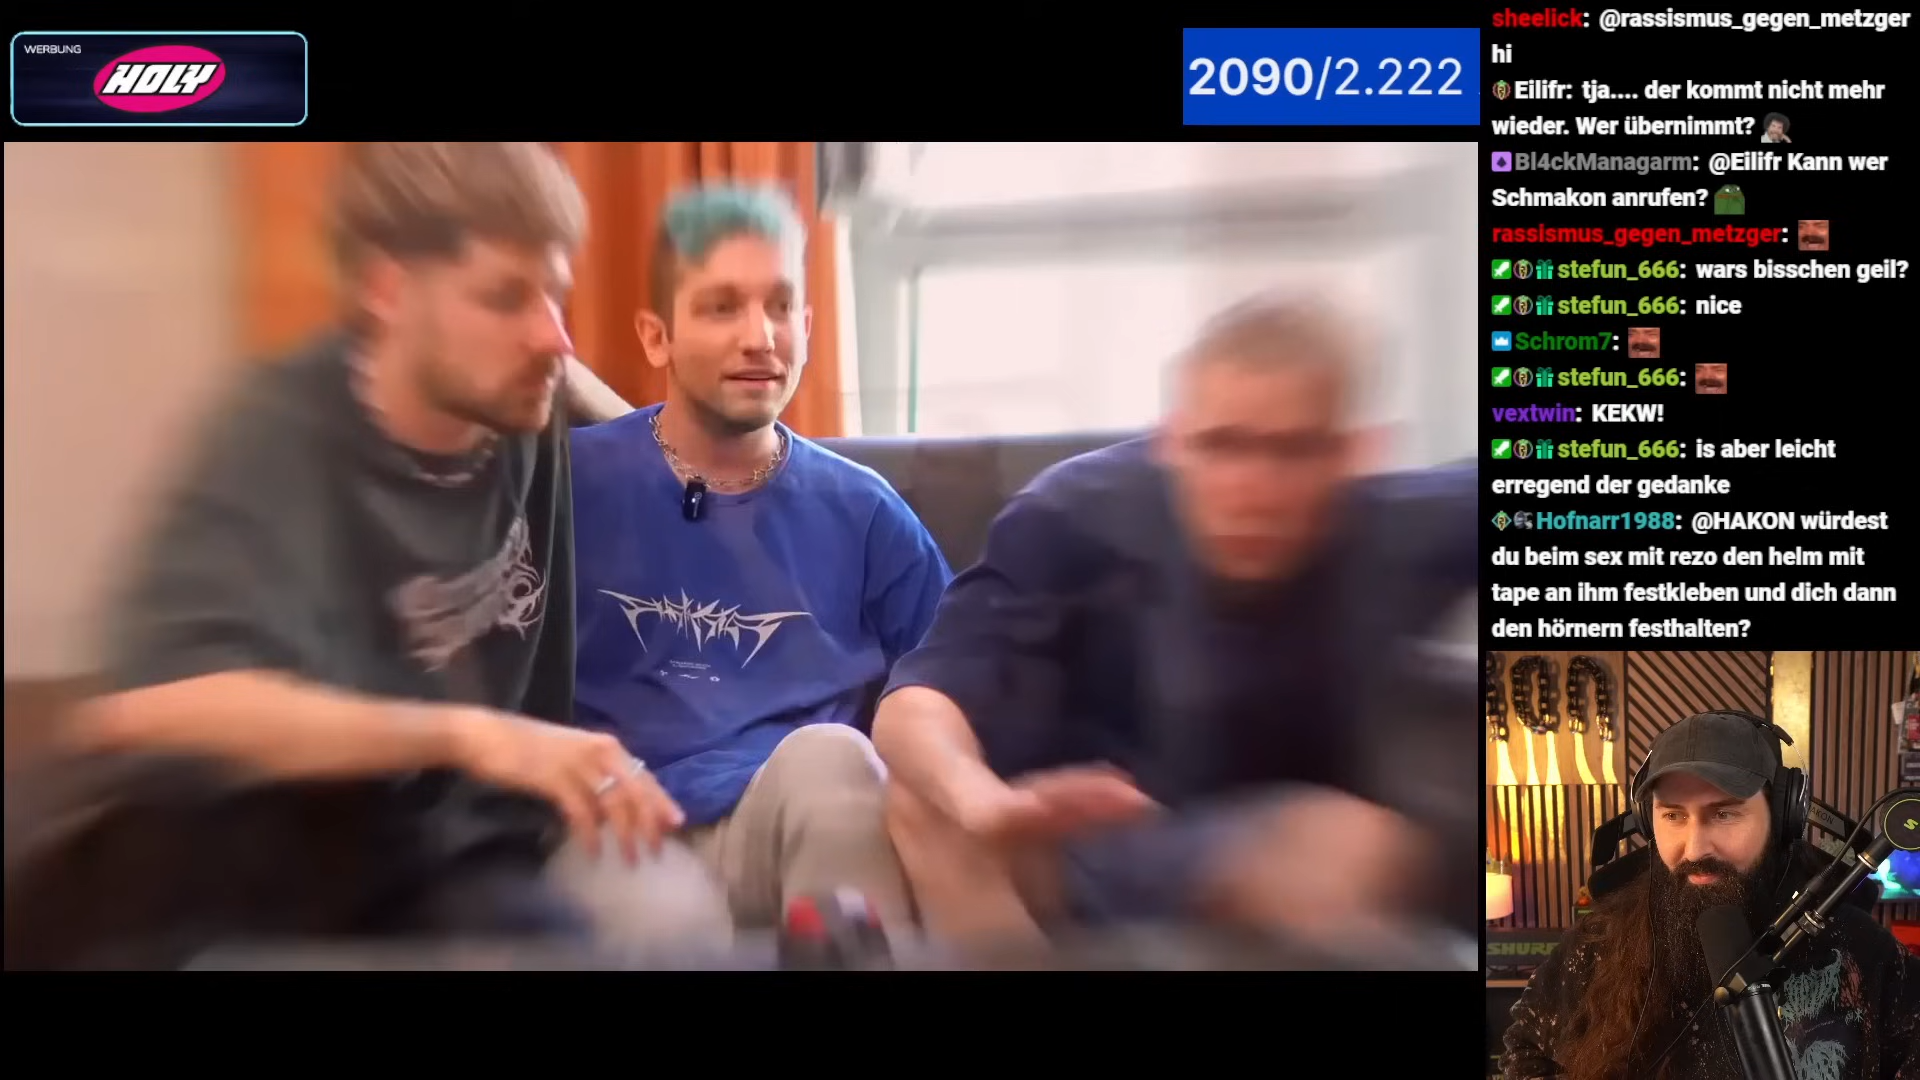 WERBUNG
HOLY
2090/2.222
sheelick: @rassismus_gegen_metzger
hi
Eilifr: tja.... der kommt nicht mehr
wieder. Wer übernimmt?
Bl4ckManagarm: @Eilifr Kann wer
Schmakon anrufen?
rassismus_gegen_metzger:
stefun_666: wars bisschen geil?
stefun_666: nice
Schrom7:
stefun_666:
vextwin: KEKW!
stefun_666: is aber leicht
erregend der gedanke
Hofnarr1988: @HAKON würdest
du beim sex mit rezo den helm mit
tape an ihm festkleben und dich dann
den hörnern festhalten?
SHURE